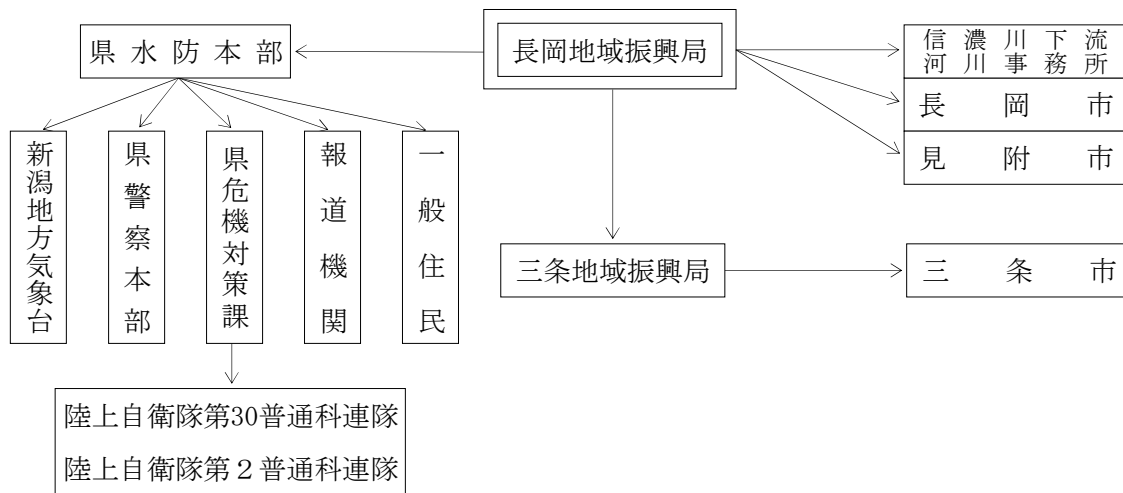 県水防本部
長岡地域振興局
信濃川下流
河川事務所
長岡市
見附市
新潟地方気象台
県警察本部
県危機対策課
報道機関
一般住民
三条地域振興局
三条市
陸上自衛隊第30普通科連隊
陸上自衛隊第２普通科連隊